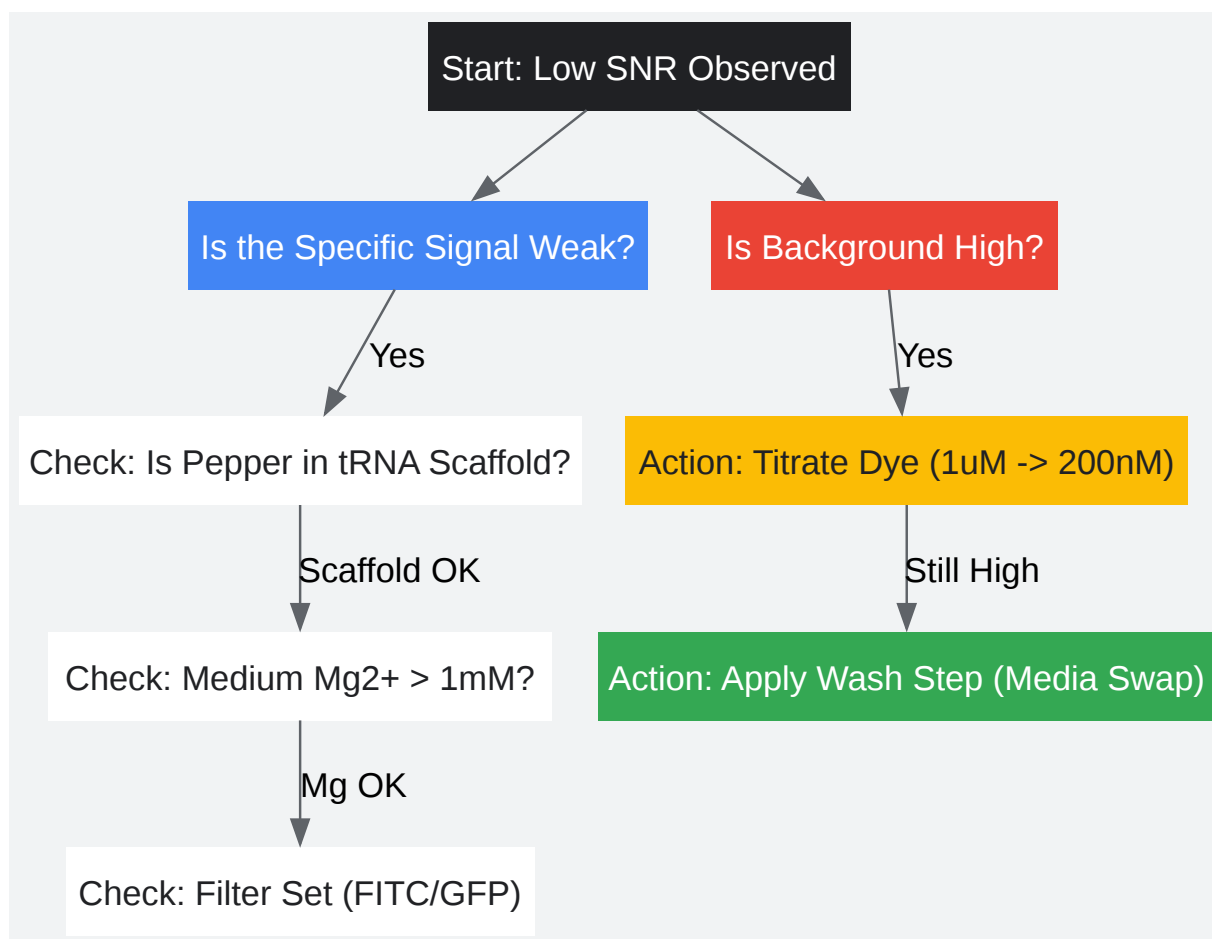 Start: Low SNR Observed
Is the Specific Signal Weak?
Is Background High?
Yes
Yes
Check: Is Pepper in tRNA Scaffold?
Action: Titrate Dye (1uM -> 200nM)
Scaffold OK
Still High
Check: Medium Mg2+ > 1mM?
Action: Apply Wash Step (Media Swap)
Mg OK
Check: Filter Set (FITC/GFP)